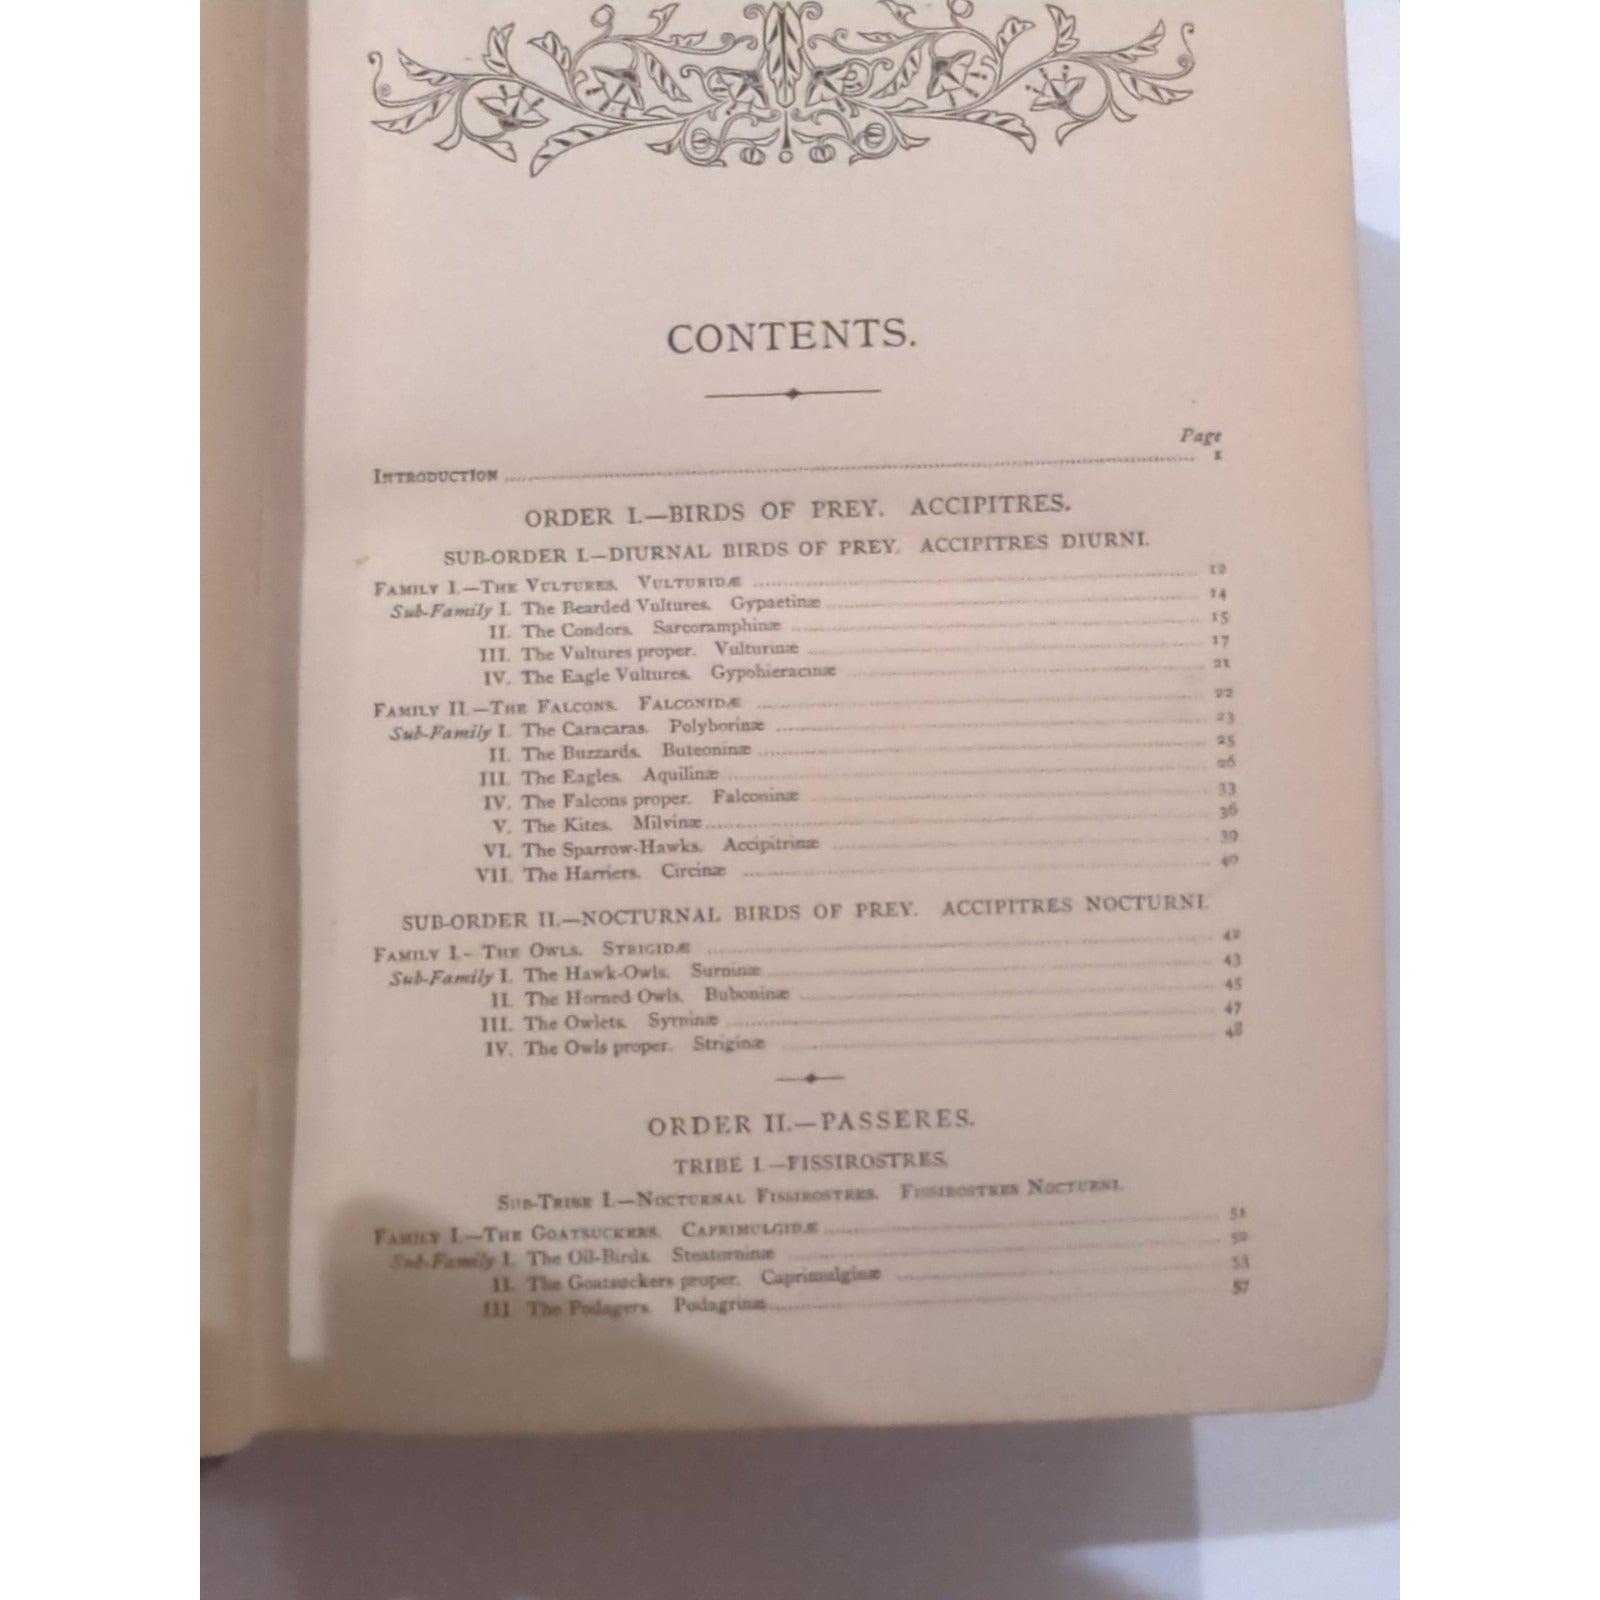 CONTENTS.
Page
INTRODUCTION ........ 1
ORDER I.—BIRDS OF PREY. ACCIPITRES.
SUB-ORDER I.—DIURNAL BIRDS OF PREY. ACCIPITRES DIURNI.
FAMILY I.—THE VULTURES. VULTURIDÆ ........ 12
Sub-Family I. The Bearded Vultures. Gypaetinæ ........ 14
II. The Condors. Sarcoramphinæ ........ 15
III. The Vultures proper. Vulturinæ ........ 17
IV. The Eagle Vultures. Gypohieracinæ ........ 21
FAMILY II.—THE FALCONS. FALCONIDÆ ........ 22
Sub-Family I. The Caracaras. Polyborinæ ........ 23
II. The Buzzards. Buteoninæ ........ 25
III. The Eagles. Aquilinæ ........ 26
IV. The Falcons proper. Falconinæ ........ 33
V. The Kites. Milvinæ ........ 36
VI. The Sparrow-Hawks. Accipitrinæ ........ 39
VII. The Harriers. Circinæ ........ 40
SUB-ORDER II.—NOCTURNAL BIRDS OF PREY. ACCIPITRES NOCTURNI.
FAMILY I.- THE OWLS. STRIGIDÆ ........ 42
Sub-Family I. The Hawk-Owls. Surninæ ........ 43
II. The Horned Owls. Buboninæ ........ 45
III. The Owlets. Syrninæ ........ 47
IV. The Owls proper. Striginæ ........ 48
ORDER II.—PASSERES.
TRIBE I.—FISSIROSTRES.
SUB-TRIBE I.—NOCTURNAL FISSIROSTRES. FISSIROSTRES NOCTURNI.
FAMILY I.—THE GOATSUCKERS. CAPRIMULGIDÆ ........ 51
Sub-Family I. The Oil-Birds. Steatorninæ ........ 52
II. The Goatsuckers proper. Caprimulginæ ........ 53
III. The Podagers. Podagrinæ ........ 57